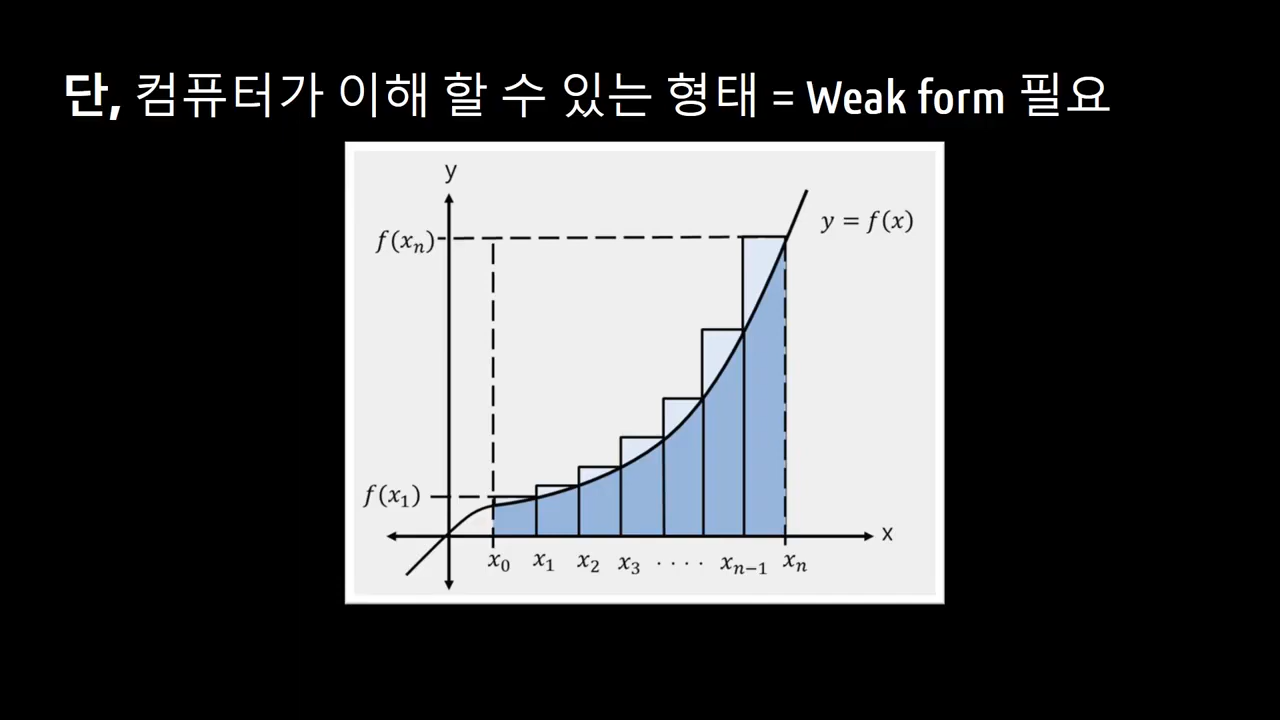 단, 컴퓨터가 이해 할 수 있는 형태 = Weak form 필요
y
y = f(x)
f(xₙ)
f(x₁)
x
x₀ x₁ x₂ x₃ · · · · xₙ₋₁ xₙ